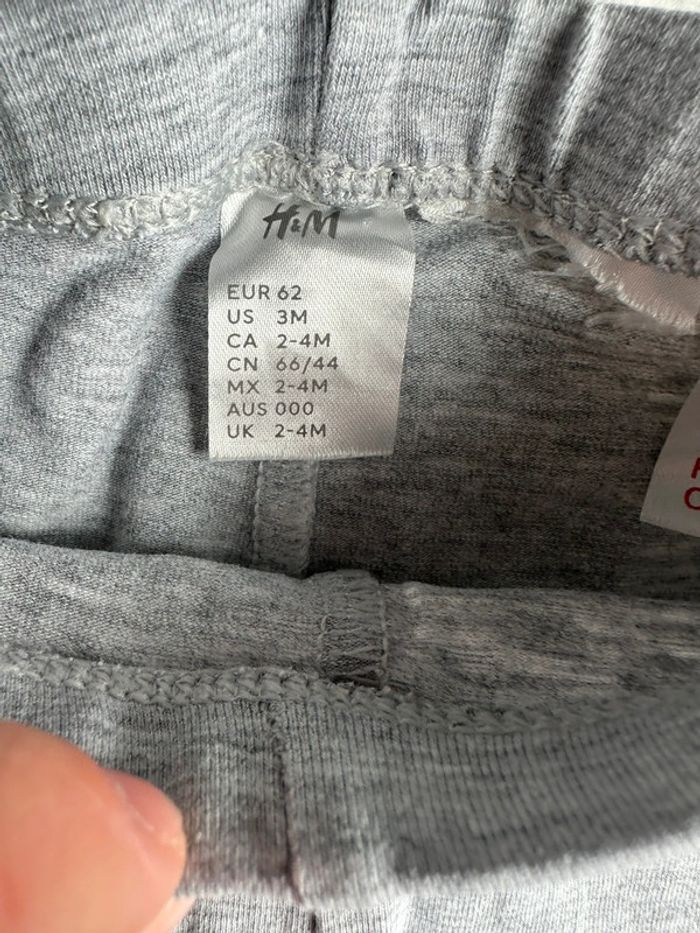 H&M
EUR 62
US 3M
CA 2-4M
CN 66/44
MX 2-4M
AUS 000
UK 2-4M